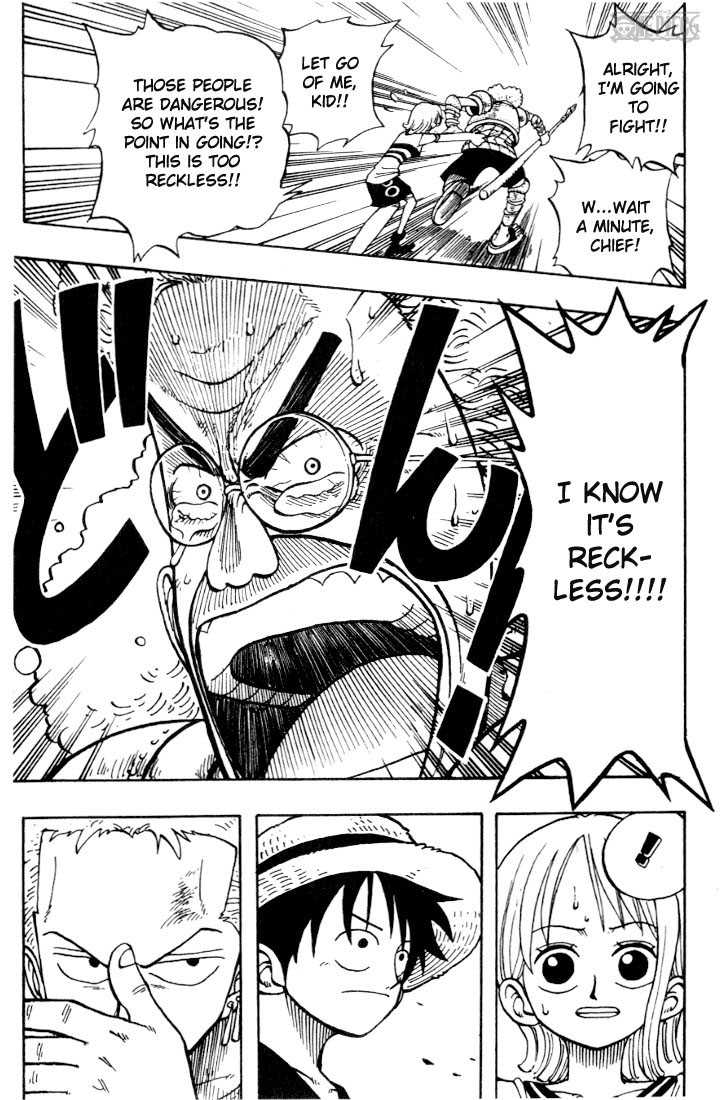 ALRIGHT,
I'M GOING
TO
FIGHT!!
W...WAIT
A MINUTE,
CHIEF!
LET GO
OF ME,
KID!!
THOSE PEOPLE
ARE DANGEROUS!
SO WHAT'S THE
POINT IN GOING!?
THIS IS TOO
RECKLESS!!
I KNOW
IT'S
RECK-
LESS!!!!
ドん!
!